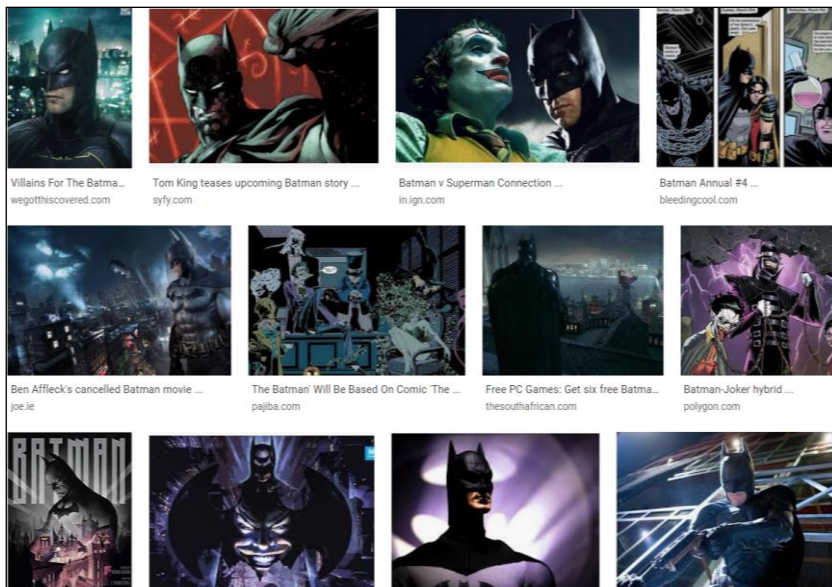 Villains For The Batma...
wegotthiscovered.com
Tom King teases upcoming Batman story ...
syfy.com
Batman v Superman Connection ...
in.ign.com
Batman Annual #4 ...
bleedingcool.com
Ben Affleck's cancelled Batman movie ...
joe.ie
The Batman' Will Be Based On Comic 'The ...
pajiba.com
Free PC Games: Get six free Batma...
thesouthafrican.com
Batman-Joker hybrid ...
polygon.com
BATMAN